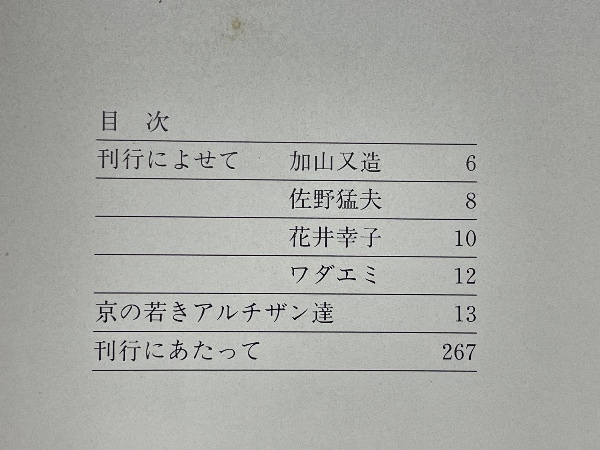 目 次
刊行によせて 加山又造 6
佐野猛夫 8
花井幸子 10
ワダエミ 12
京の若きアルチザン達 13
刊行にあたって 267